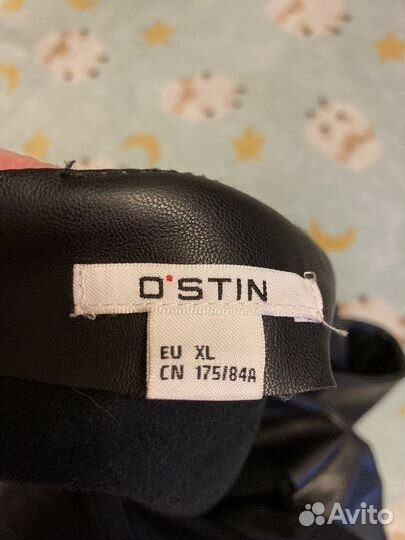 O'STIN
EU XL
CN 175/84A
Avito